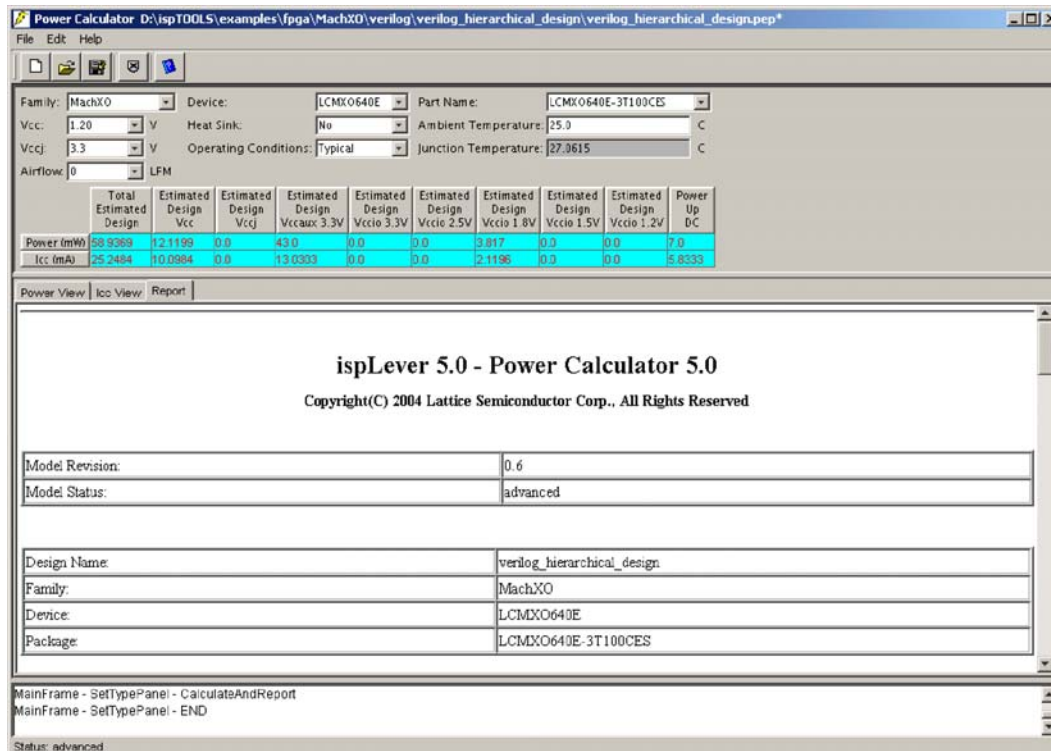 Power Calculator D:\ispTOOLS\examples\fpga\MachXO\verilog\verilog_hierarchical_design\verilog_hierarchical_design.pep*
File Edit Help
Family: MachXO Device: LCMXO640E Part Name: LCMXO640E-3T100CES
Vcc: 1.20 V Heat Sink: No Ambient Temperature: 25.0 C
Vccj: 3.3 V Operating Conditions: Typical Junction Temperature: 27.0615 C
Airflow: 0 LFM
Total Estimated Design Estimated Design Vcc Estimated Design Vccj Estimated Design Vccaux 3.3V Estimated Design Vccio 3.3V Estimated Design Vccio 2.5V Estimated Design Vccio 1.8V Estimated Design Vccio 1.5V Estimated Design Vccio 1.2V Power Up DC
Power (mW) 58.9369 12.1199 0.0 43.0 0.0 0.0 3.817 0.0 0.0 7.0
Icc (mA) 25.2484 10.0984 0.0 13.0303 0.0 0.0 2.1196 0.0 0.0 5.8333
Power View Icc View Report
ispLever 5.0 - Power Calculator 5.0
Copyright(C) 2004 Lattice Semiconductor Corp., All Rights Reserved
Model Revision: 0.6
Model Status: advanced
Design Name: verilog_hierarchical_design
Family: MachXO
Device: LCMXO640E
Package: LCMXO640E-3T100CES
MainFrame - SetTypePanel - CalculateAndReport
MainFrame - SetTypePanel - END
Status: advanced